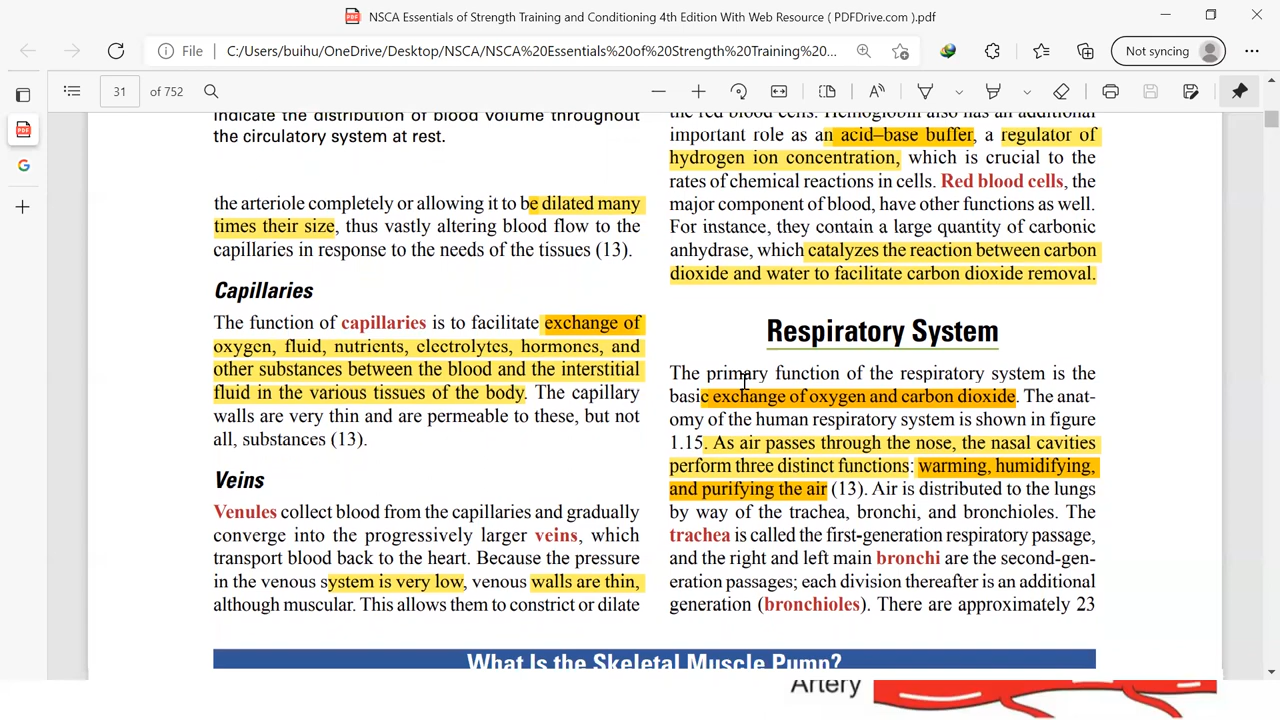 NSCA Essentials of Strength Training and Conditioning 4th Edition With Web Resource ( PDFDrive.com ).pdf
File
C:/Users/buihu/OneDrive/Desktop/NSCA/NSCA%20Essentials%20of%20Strength%20Training%20...
Not syncing
31 of 752
indicate the distribution of blood volume throughout
the circulatory system at rest.
the arteriole completely or allowing it to be dilated many
times their size, thus vastly altering blood flow to the
capillaries in response to the needs of the tissues (13).
Capillaries
The function of capillaries is to facilitate exchange of
oxygen, fluid, nutrients, electrolytes, hormones, and
other substances between the blood and the interstitial
fluid in the various tissues of the body. The capillary
walls are very thin and are permeable to these, but not
all, substances (13).
Veins
Venules collect blood from the capillaries and gradually
converge into the progressively larger veins, which
transport blood back to the heart. Because the pressure
in the venous system is very low, venous walls are thin,
although muscular. This allows them to constrict or dilate
the red blood cells. Hemoglobin also has an additional
important role as an acid–base buffer, a regulator of
hydrogen ion concentration, which is crucial to the
rates of chemical reactions in cells. Red blood cells, the
major component of blood, have other functions as well.
For instance, they contain a large quantity of carbonic
anhydrase, which catalyzes the reaction between carbon
dioxide and water to facilitate carbon dioxide removal.
Respiratory System
The primary function of the respiratory system is the
basic exchange of oxygen and carbon dioxide. The anat-
omy of the human respiratory system is shown in figure
1.15. As air passes through the nose, the nasal cavities
perform three distinct functions: warming, humidifying,
and purifying the air (13). Air is distributed to the lungs
by way of the trachea, bronchi, and bronchioles. The
trachea is called the first-generation respiratory passage,
and the right and left main bronchi are the second-gen-
eration passages; each division thereafter is an additional
generation (bronchioles). There are approximately 23
What Is the Skeletal Muscle Pump?
Artery